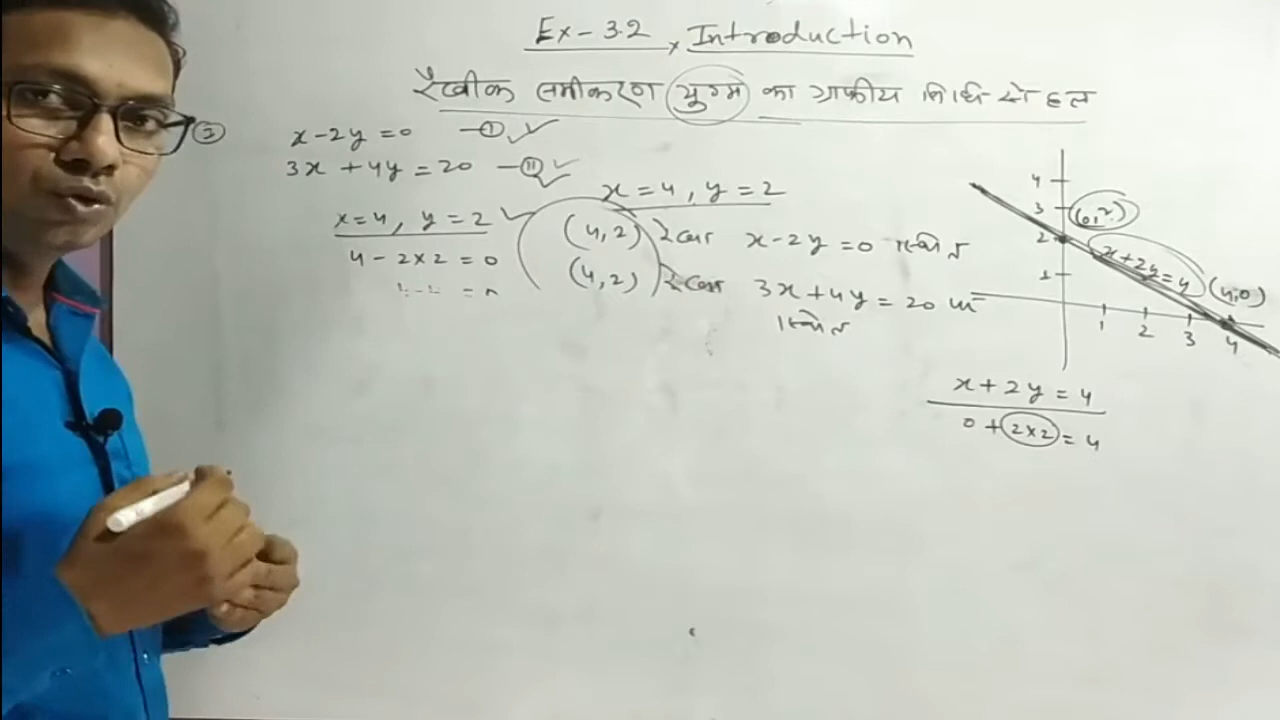 Ex - 3.2 , Introduction
रैखीक समीकरण युग्म का ग्राफीय विधि से हल
x - 2y = 0 — I
3x + 4y = 20 — II
x = 4 , y = 2
x = 4, y = 2
4 - 2×2 = 0
(4,2) रेखा x - 2y = 0
(4,2) रेखा 3x + 4y = 20
4
3
2
1
(0,2)
x + 2y = 4
(4,0)
1 2 3 4
x + 2y = 4
0 + 2×2 = 4